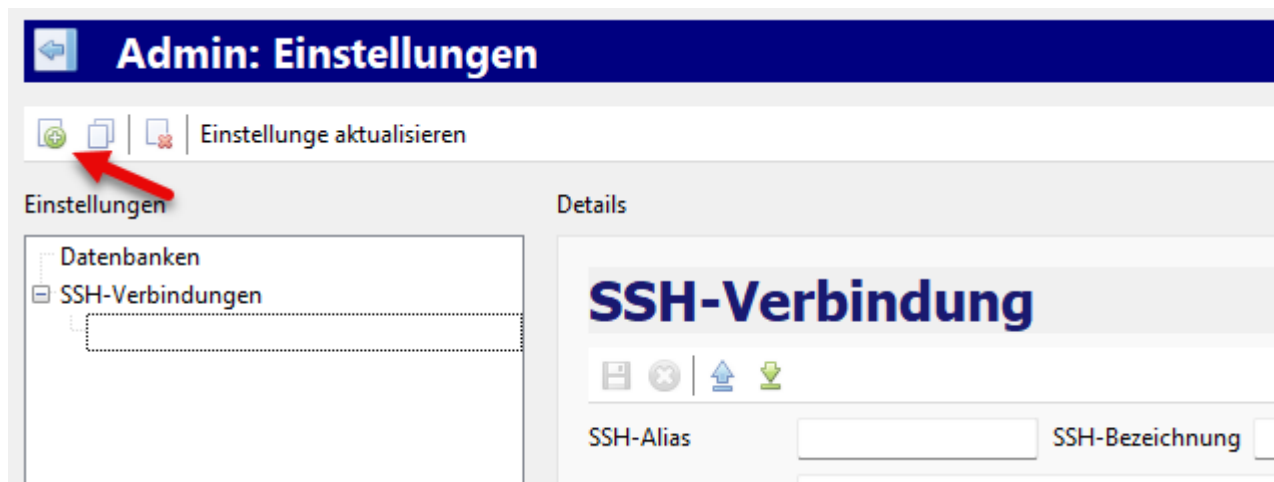 Admin: Einstellungen
Einstellunge aktualisieren
Einstellungen
Details
Datenbanken
SSH-Verbindungen
SSH-Verbindung
SSH-Alias
SSH-Bezeichnung